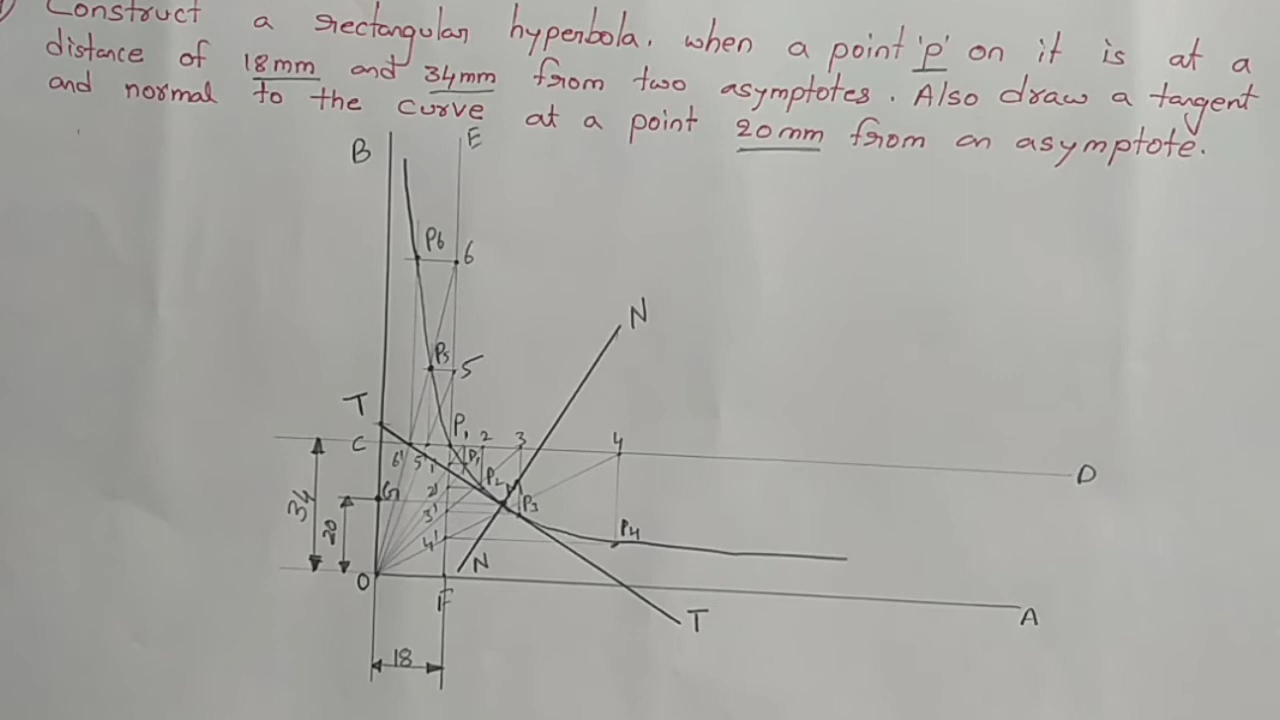 Construct a rectangular hyperbola, when a point 'p' on it is at a
distance of 18mm and 34mm from two asymptotes. Also draw a tangent
and normal to the curve at a point 20mm from an asymptote.
B E
P6 6
N
P5 5
T
C P, 2 3 4 D
6' 5' 1' P1
G 2' P2 M
34 20 3' P3
4' P4
O F N
T A
18